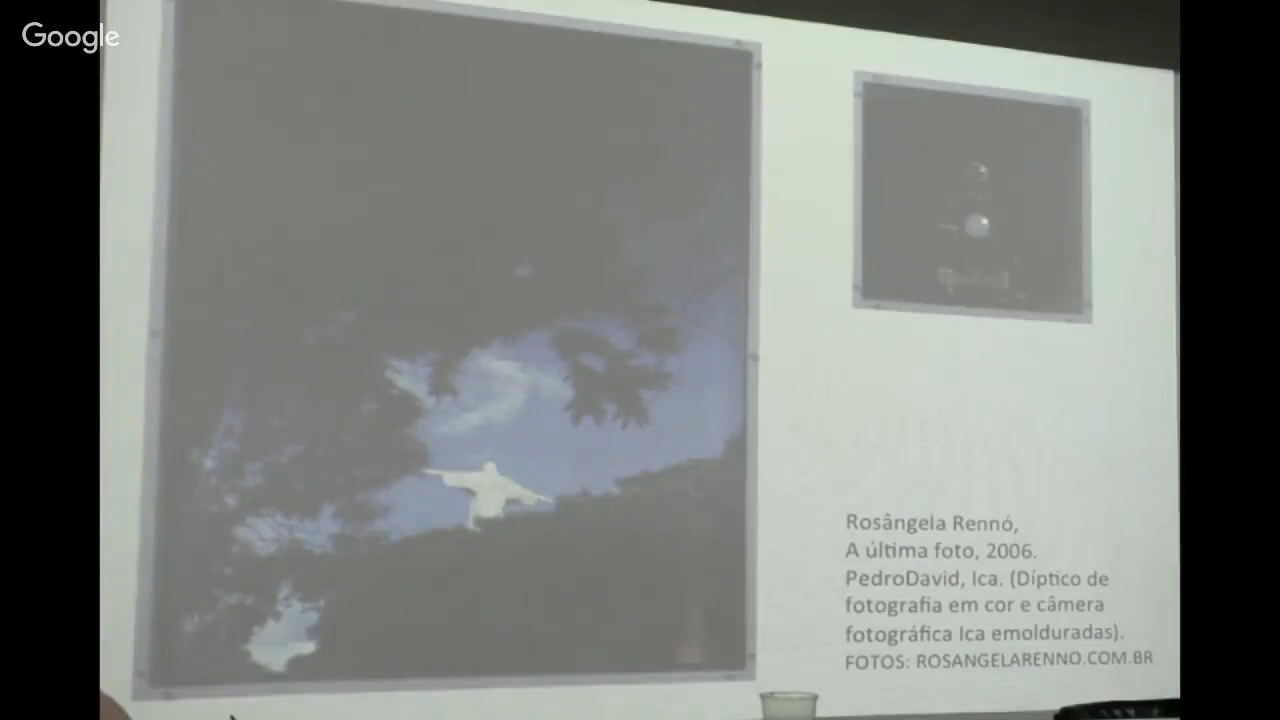 Google
Rosângela Rennó,
A última foto, 2006.
PedroDavid, Ica. (Díptico de
fotografia em cor e câmera
fotográfica Ica emolduradas).
FOTOS: ROSANGELARENNO.COM.BR